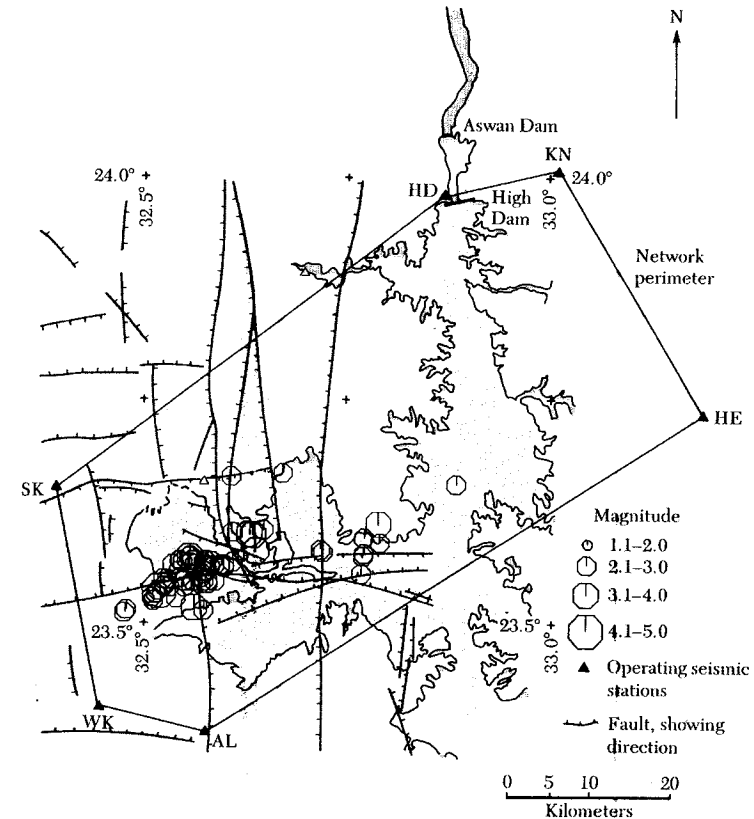 N
Aswan Dam
KN
24.0° +
32.5°
HD
High
Dam
33.0°
24.0°
Network
perimeter
HE
SK
Magnitude
1.1–2.0
2.1–3.0
3.1–4.0
4.1–5.0
23.5° +
32.5°
23.5° +
33.0°
Operating seismic
stations
WK
AL
Fault, showing
direction
0 5 10 20
Kilometers